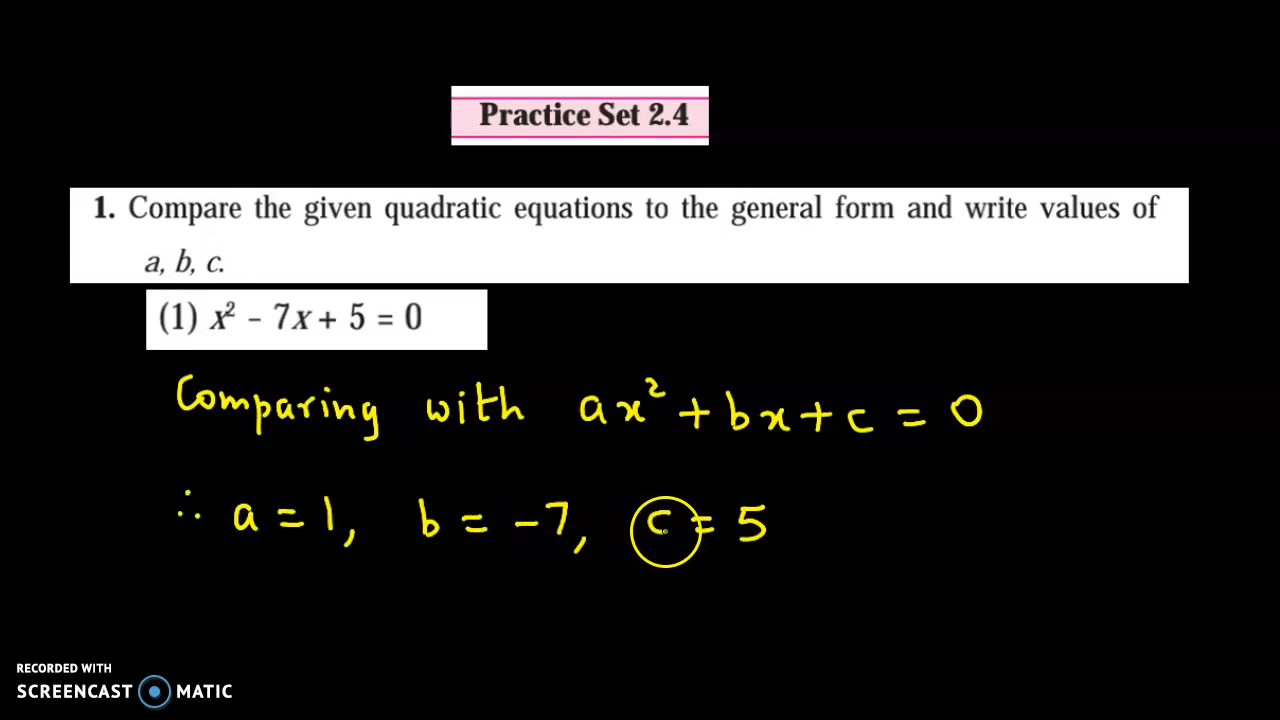 Practice Set 2.4
1. Compare the given quadratic equations to the general form and write values of
a, b, c.
(1) x² - 7x + 5 = 0
Comparing with ax² + bx + c = 0
∴ a = 1, b = -7, c = 5
RECORDED WITH
SCREENCAST MATIC